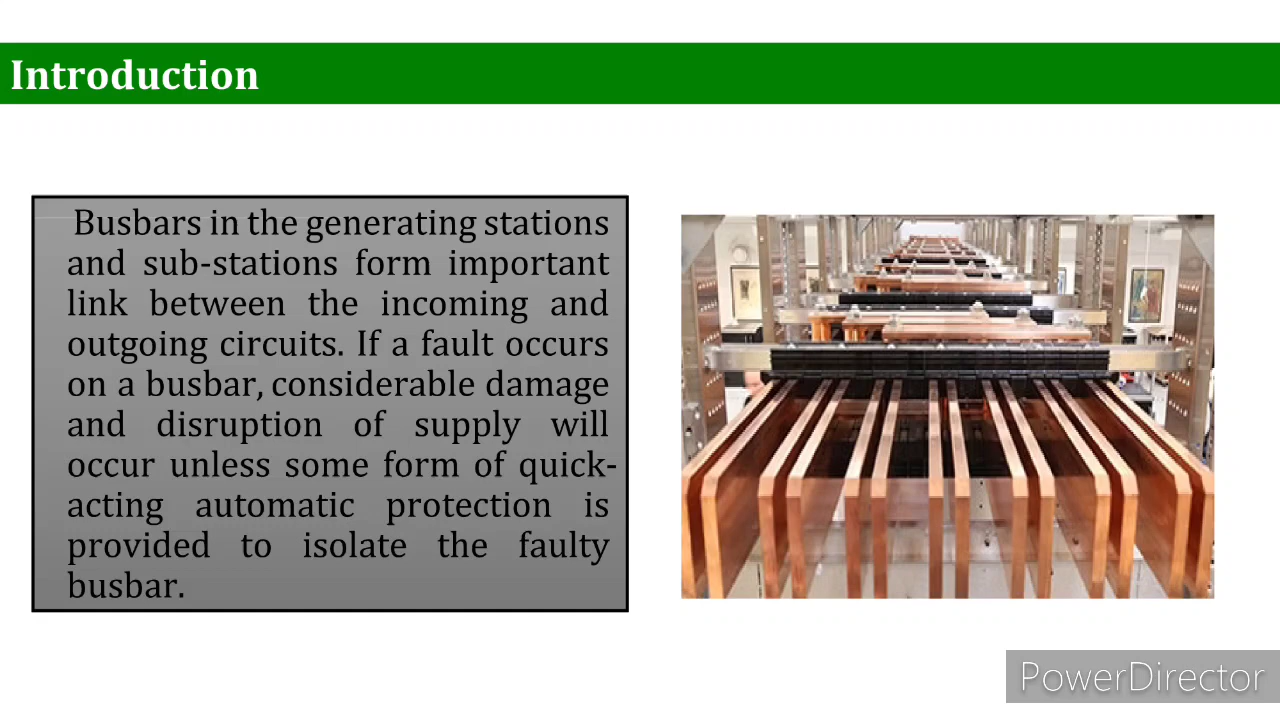 Introduction
Busbars in the generating stations
and sub-stations form important
link between the incoming and
outgoing circuits. If a fault occurs
on a busbar, considerable damage
and disruption of supply will
occur unless some form of quick-
acting automatic protection is
provided to isolate the faulty
busbar.
PowerDirector